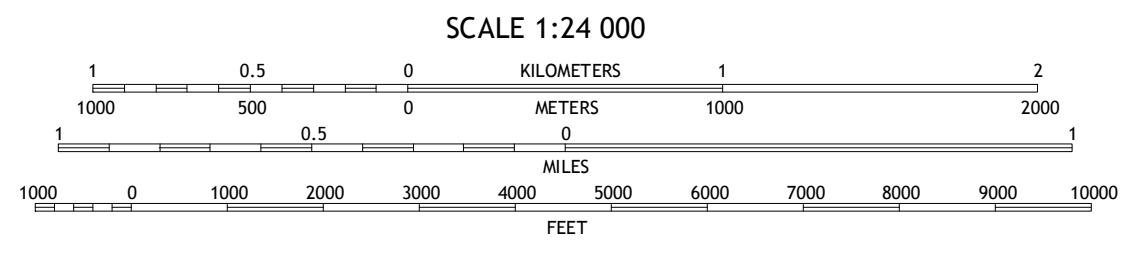 SCALE 1:24 000
1 0.5 0 KILOMETERS 1 2
1000 500 0 METERS 1000 2000
1 0.5 0 1
MILES
1000 0 1000 2000 3000 4000 5000 6000 7000 8000 9000 10000
FEET